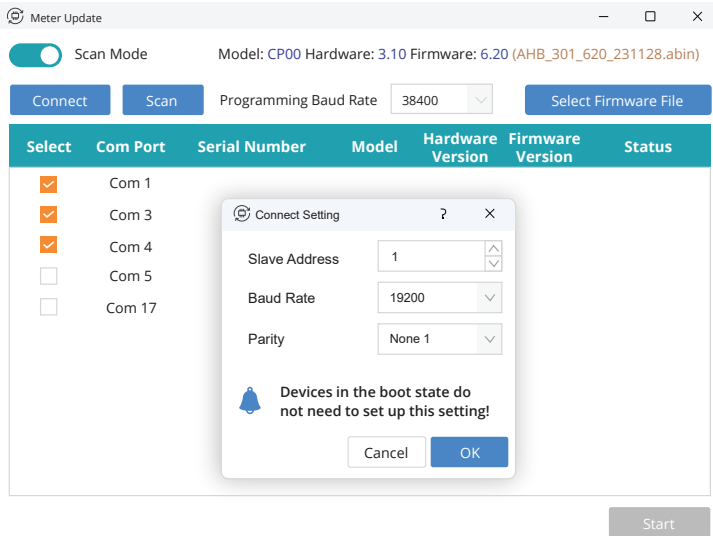 Meter Update
Scan Mode
Model: CP00 Hardware: 3.10 Firmware: 6.20 (AHB_301_620_231128.abin)
Connect
Scan
Programming Baud Rate
38400
Select Firmware File
Select
Com Port
Serial Number
Model
Hardware Version
Firmware Version
Status
Com 1
Com 3
Com 4
Com 5
Com 17
Connect Setting
?
Slave Address
1
Baud Rate
19200
Parity
None 1
Devices in the boot state do
not need to set up this setting!
Cancel
OK
Start